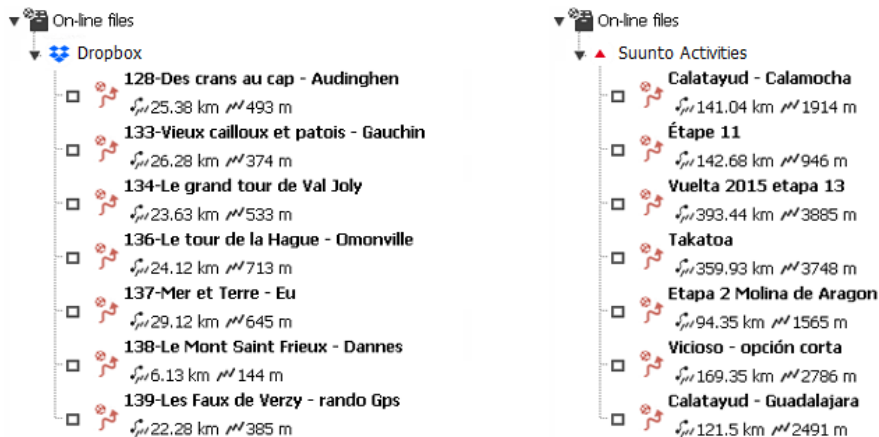 On-line files
Dropbox
128-Des crans au cap - Audinghen
25.38 km 493 m
133-Vieux cailloux et patois - Gauchin
26.28 km 374 m
134-Le grand tour de Val Joly
23.63 km 533 m
136-Le tour de la Hague - Omonville
24.12 km 713 m
137-Mer et Terre - Eu
29.12 km 645 m
138-Le Mont Saint Frieux - Dannes
6.13 km 144 m
139-Les Faux de Verzy - rando Gps
22.28 km 385 m
On-line files
Suunto Activities
Calatayud - Calamocha
141.04 km 1914 m
Étape 11
142.68 km 946 m
Vuelta 2015 etapa 13
393.44 km 3885 m
Takatoa
359.93 km 3748 m
Etapa 2 Molina de Aragon
94.35 km 1565 m
Vicioso - opción corta
169.35 km 2786 m
Calatayud - Guadalajara
121.5 km 2491 m